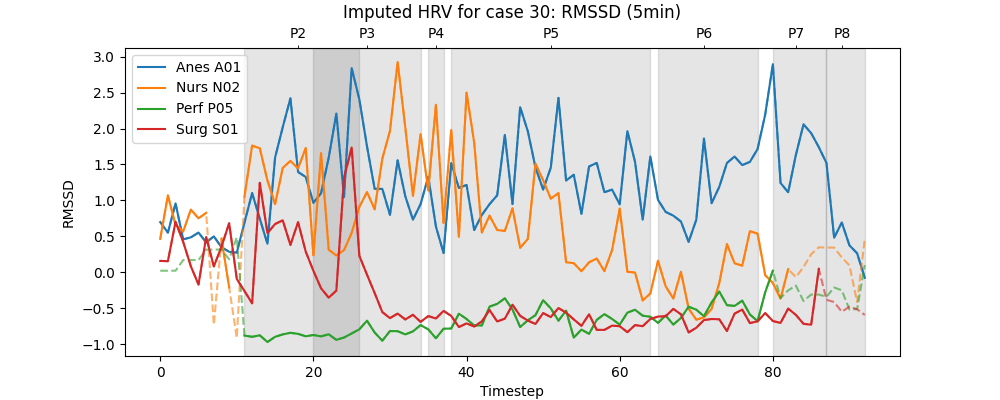 Imputed HRV for case 30: RMSSD (5min)
P2 P3 P4 P5 P6 P7 P8
3.0
2.5
2.0
1.5
1.0
0.5
0.0
−0.5
−1.0
RMSSD
Anes A01
Nurs N02
Perf P05
Surg S01
0 20 40 60 80
Timestep